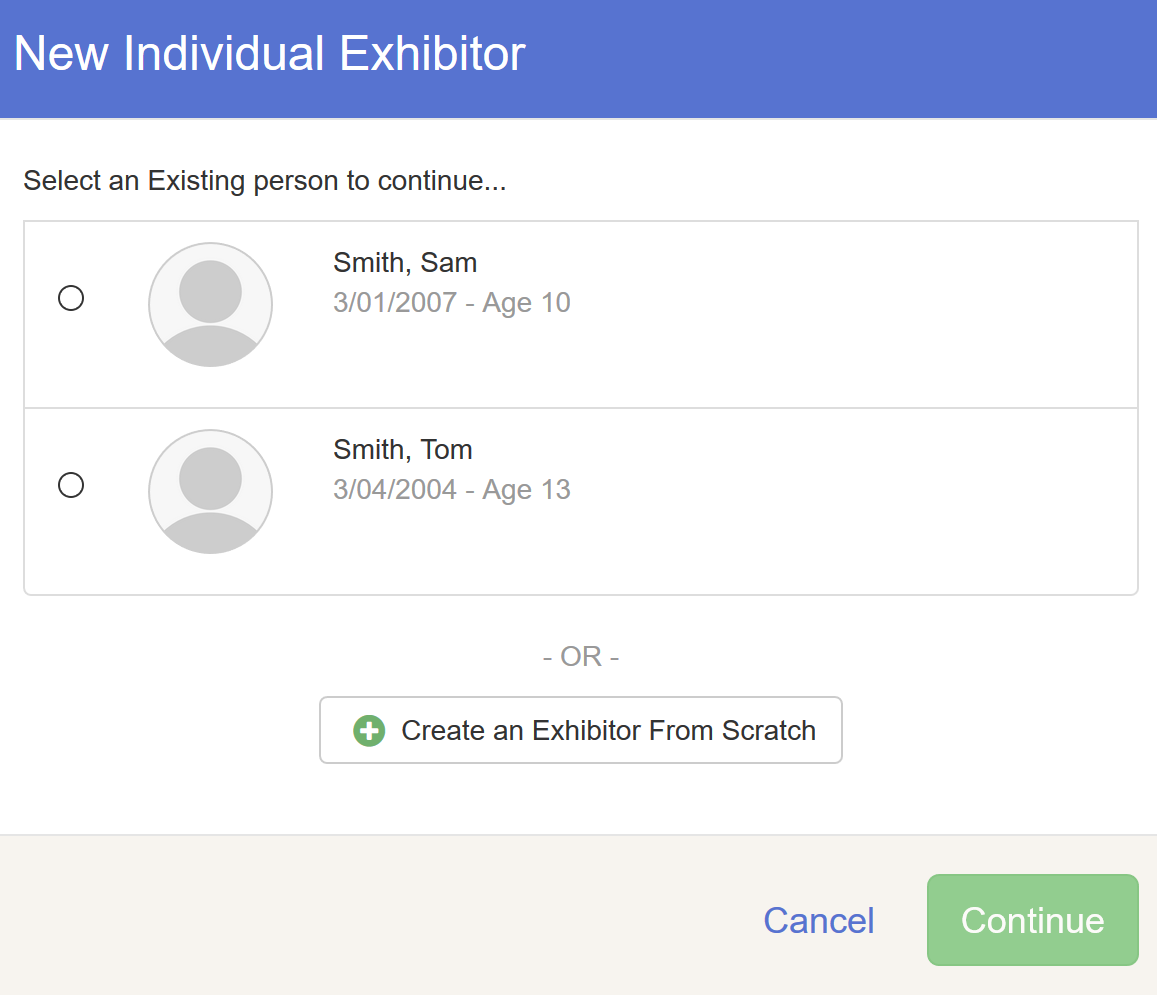 New Individual Exhibitor
Select an Existing person to continue...
Smith, Sam
3/01/2007 - Age 10
Smith, Tom
3/04/2004 - Age 13
- OR -
Create an Exhibitor From Scratch
Cancel
Continue